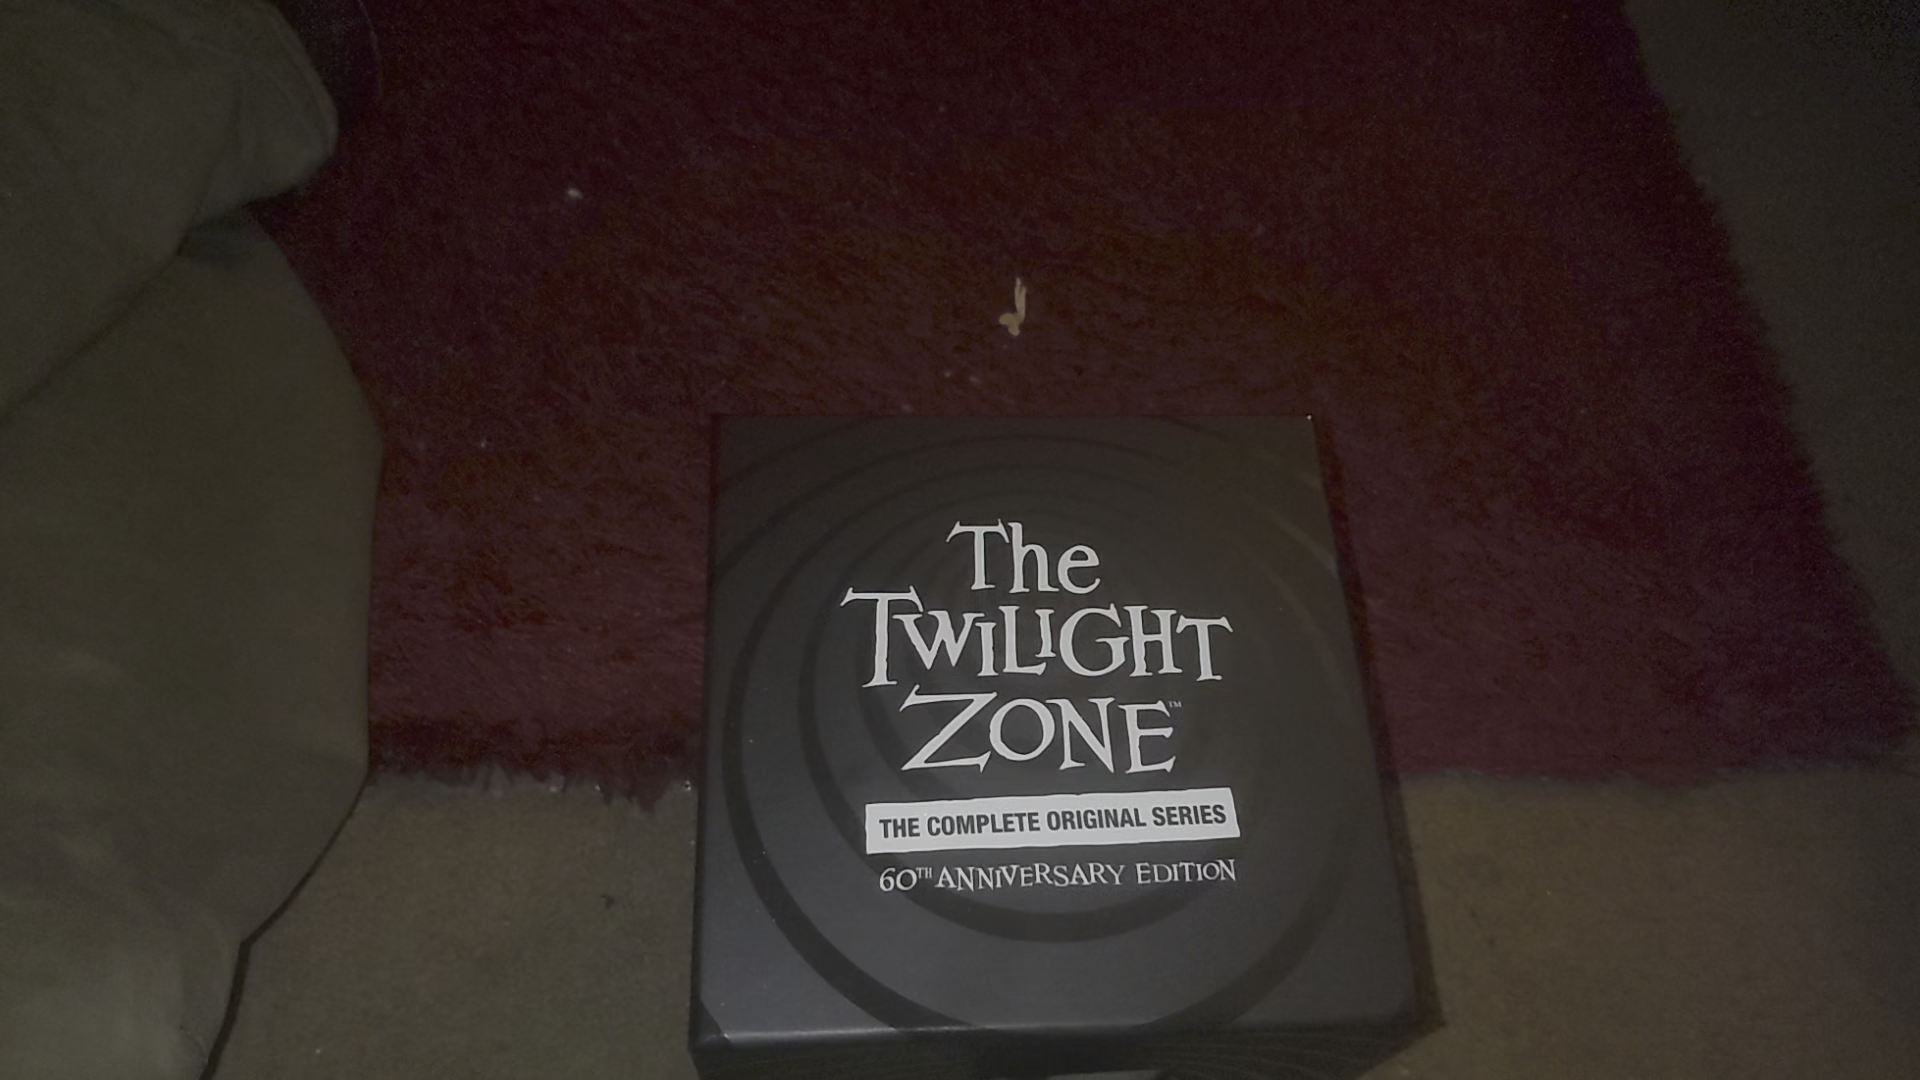 The
TWILIGHT
ZONE™
THE COMPLETE ORIGINAL SERIES
60TH ANNIVERSARY EDITION